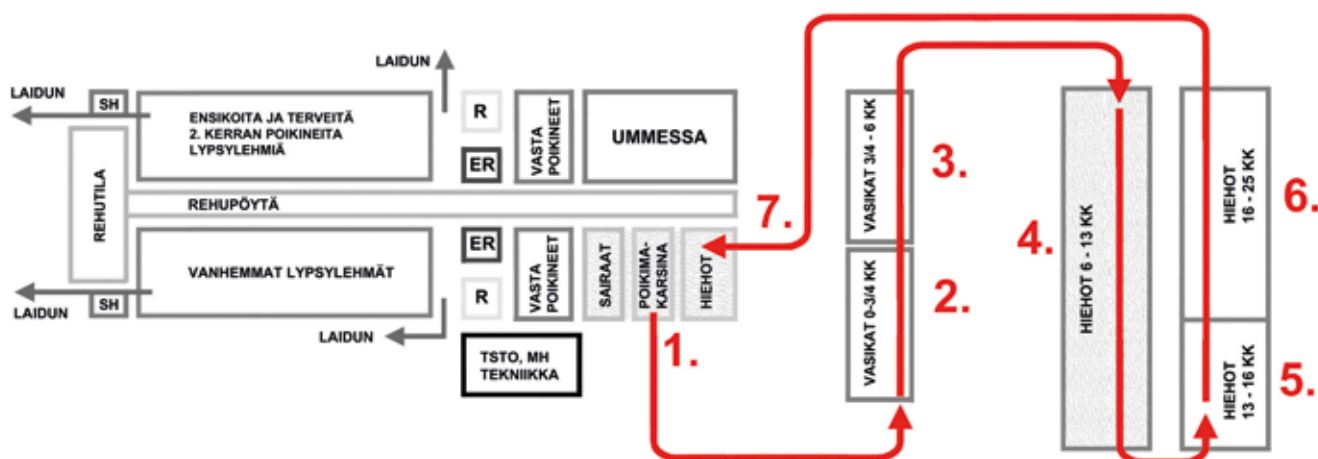 LAIDUN
LAIDUN
SH
ENSIKOITA JA TERVEITÄ
2. KERRAN POIKINEITA
LYPSYLEHMIÄ
R
ER
VASTA
POIKINEET
UMMESSA
REHUTILA
REHUPÖYTÄ
VANHEMMAT LYPSYLEHMÄT
ER
R
VASTA
POIKINEET
SAIRAAT
POIKIMA-
KARSINA
HIEHOT
SH
LAIDUN
LAIDUN
TSTO, MH
TEKNIIKKA
1.
7.
VASIKAT 3/4 - 6 KK
3.
VASIKAT 0-3/4 KK
2.
HIEHOT 6 - 13 KK
4.
HIEHOT
16 - 25 KK
6.
HIEHOT
13 - 16 KK
5.